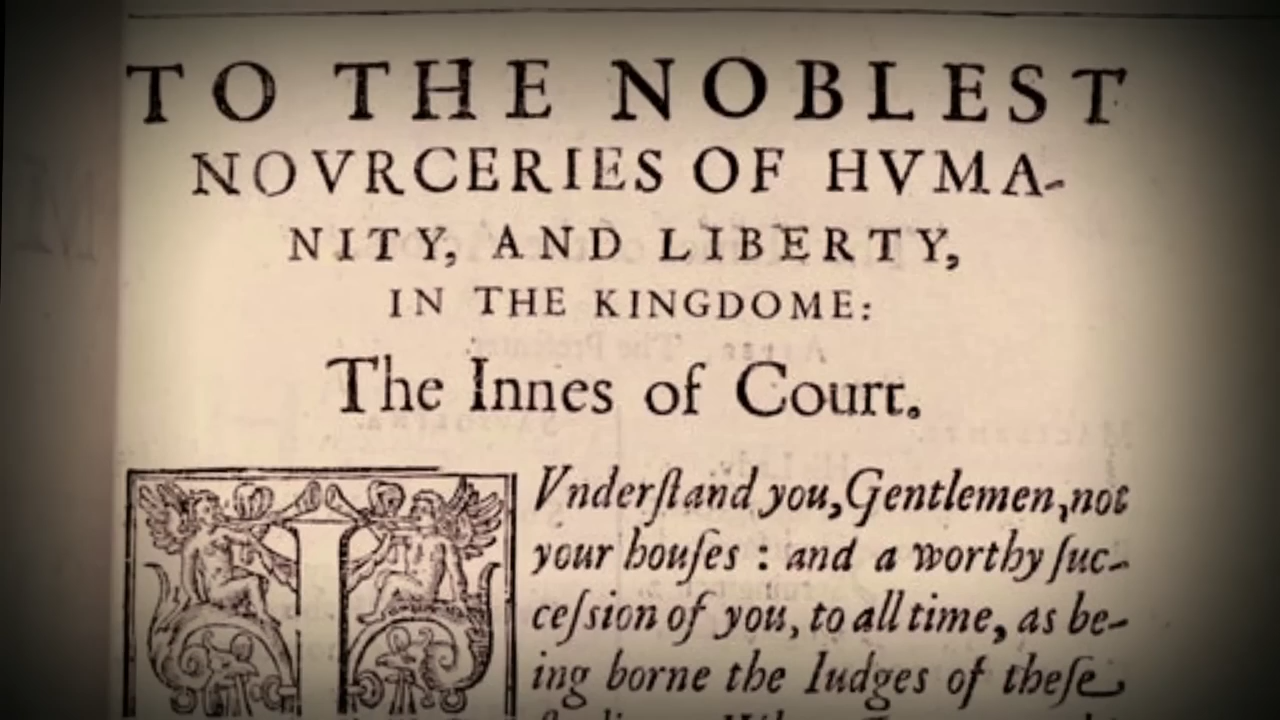 TO THE NOBLEST
NOVRCERIES OF HVMA-
NITY, AND LIBERTY,
IN THE KINGDOME:
The Innes of Court.
I Vnderſtand you, Gentlemen, not
your houſes : and a worthy ſuc-
ceſsion of you, to all time, as be-
ing borne the Iudges of theſe